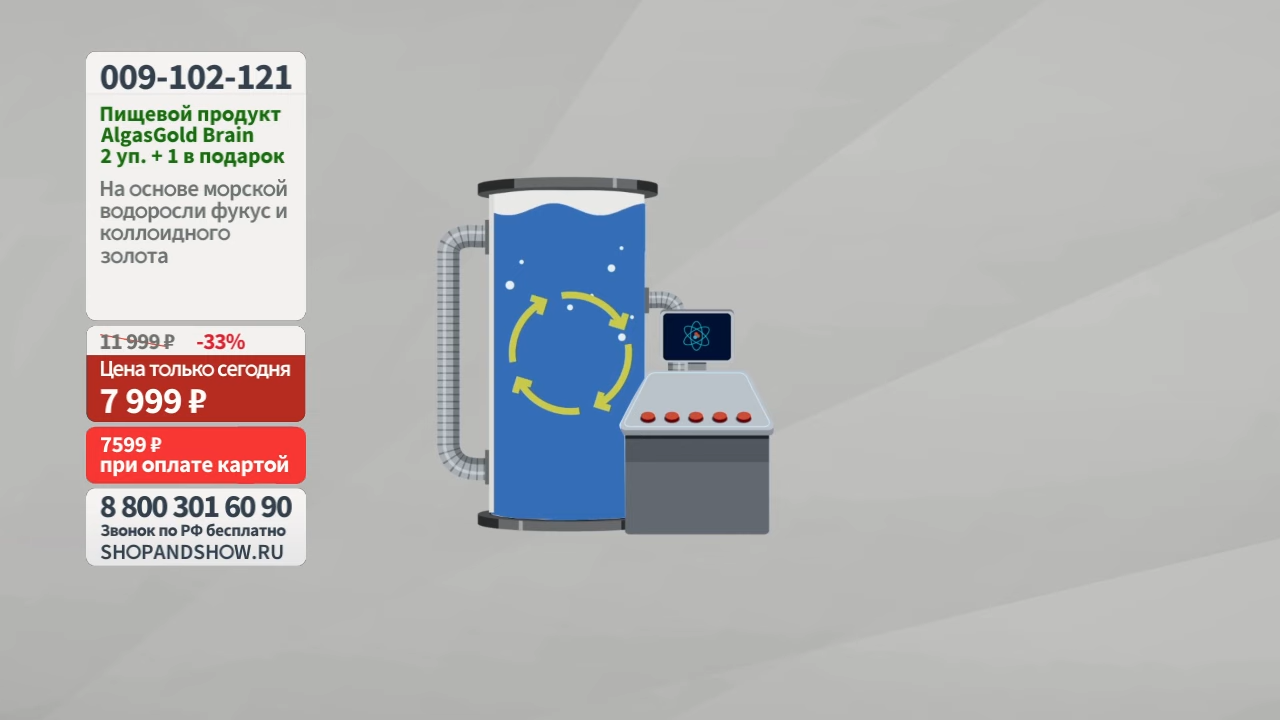 009-102-121
Пищевой продукт
AlgasGold Brain
2 уп. + 1 в подарок
На основе морской
водоросли фукус и
коллоидного
золота
11 999 ₽ -33%
Цена только сегодня
7 999 ₽
7599 ₽
при оплате картой
8 800 301 60 90
Звонок по РФ бесплатно
SHOPANDSHOW.RU